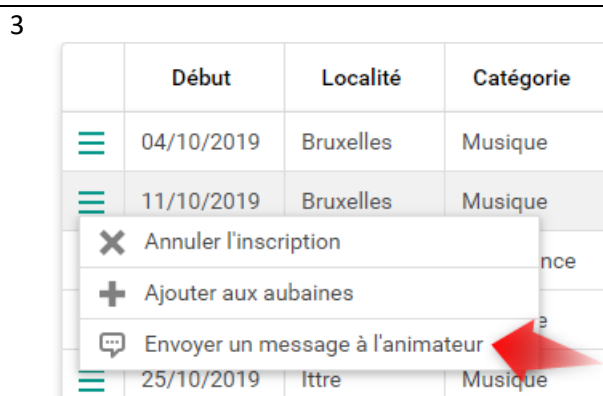 3
Début Localité Catégorie
04/10/2019 Bruxelles Musique
11/10/2019 Bruxelles Musique
Annuler l'inscription
nce
Ajouter aux aubaines
e
Envoyer un message à l'animateur
25/10/2019 Ittre Musique